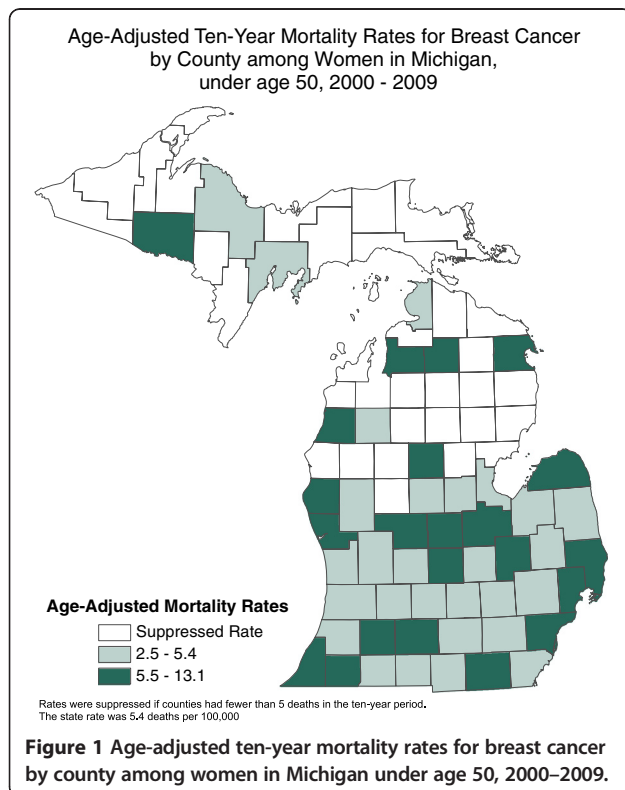 Age-Adjusted Ten-Year Mortality Rates for Breast Cancer
by County among Women in Michigan,
under age 50, 2000 - 2009
Age-Adjusted Mortality Rates
Suppressed Rate
2.5 - 5.4
5.5 - 13.1
Rates were suppressed if counties had fewer than 5 deaths in the ten-year period.
The state rate was 5.4 deaths per 100,000
Figure 1 Age-adjusted ten-year mortality rates for breast cancer
by county among women in Michigan under age 50, 2000–2009.